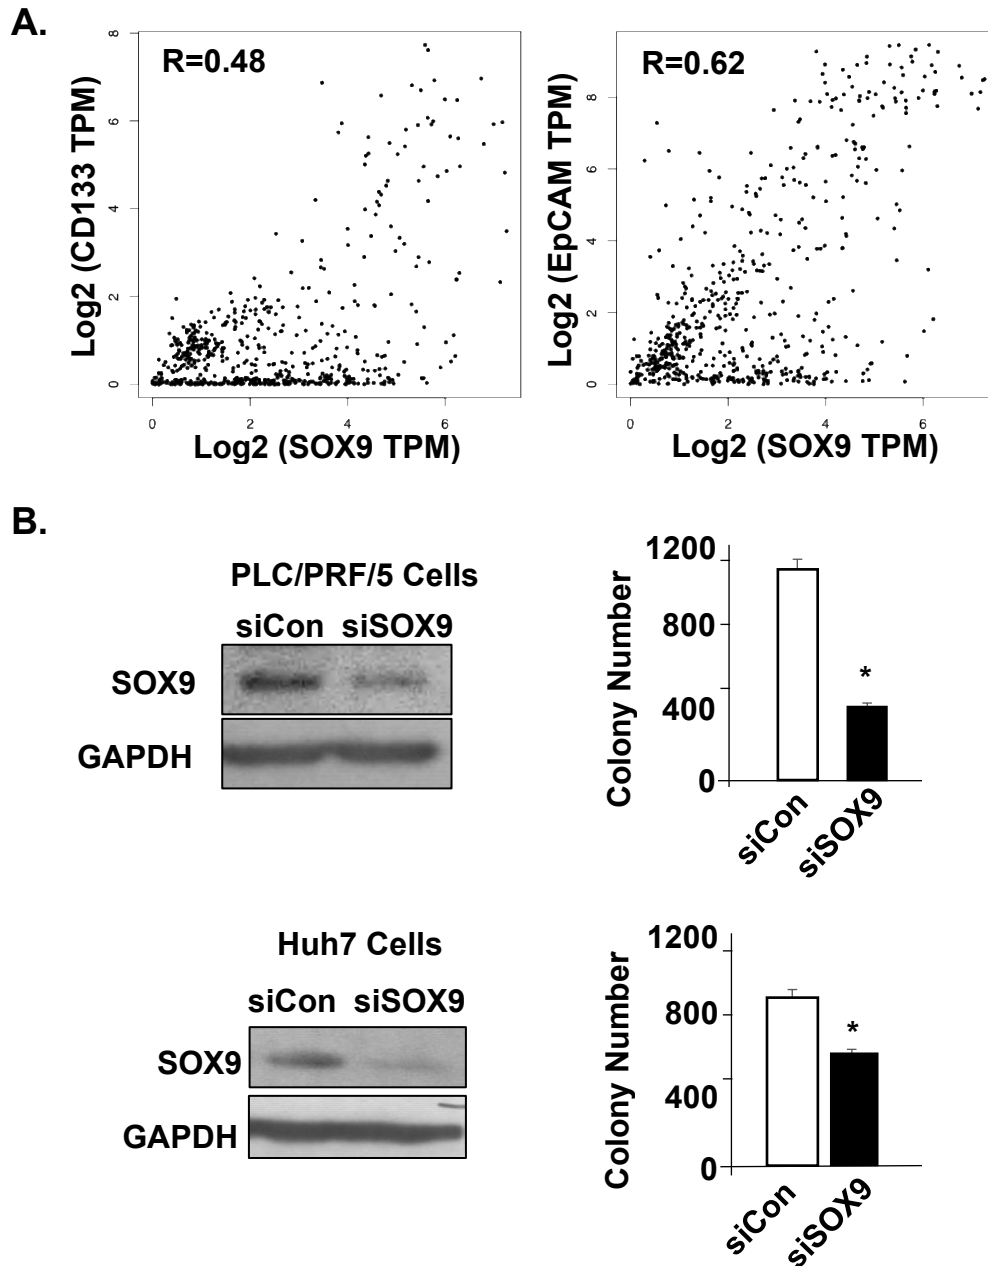 A.
R=0.48
Log2 (CD133 TPM)
0 2 4 6 8
0 2 4 6
Log2 (SOX9 TPM)
R=0.62
Log2 (EpCAM TPM)
0 2 4 6 8
0 2 4 6
Log2 (SOX9 TPM)
B.
PLC/PRF/5 Cells
siCon siSOX9
SOX9
GAPDH
Colony Number
1200
800
400
0
*
siCon
siSOX9
Huh7 Cells
siCon siSOX9
SOX9
GAPDH
Colony Number
1200
800
400
0
*
siCon
siSOX9